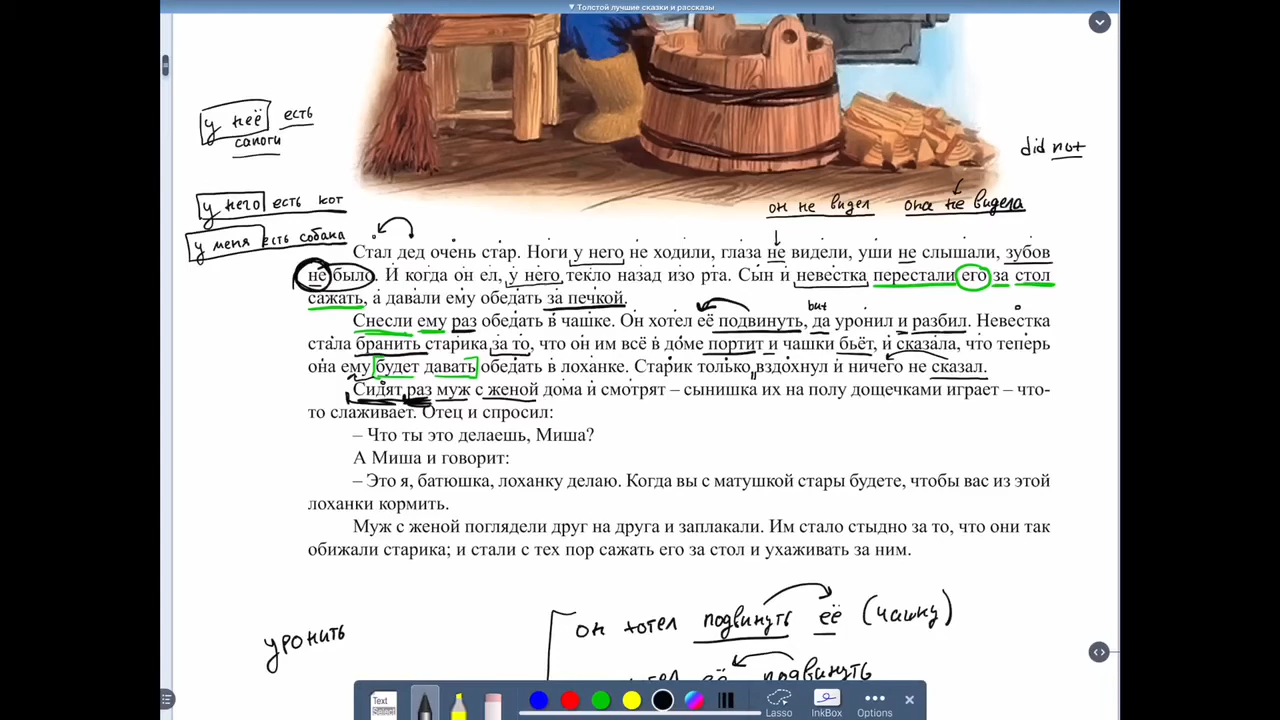 ▼ Толстой лучшие сказки и рассказы
у неё есть
сапоги
did not
у него есть кот
он не видел она не видела
у меня есть собака
Стал дед очень стар. Ноги у него не ходили, глаза не видели, уши не слышали, зубов
не было. И когда он ел, у него текло назад изо рта. Сын и невестка перестали его за стол
сажать, а давали ему обедать за печкой.
but
Снесли ему раз обедать в чашке. Он хотел её подвинуть, да уронил и разбил. Невестка
стала бранить старика за то, что он им всё в доме портит и чашки бьёт, и сказала, что теперь
она ему будет давать обедать в лоханке. Старик только вздохнул и ничего не сказал.
Сидят раз муж с женой дома и смотрят – сынишка их на полу дощечками играет – что-
то слаживает. Отец и спросил:
– Что ты это делаешь, Миша?
А Миша и говорит:
– Это я, батюшка, лоханку делаю. Когда вы с матушкой стары будете, чтобы вас из этой
лоханки кормить.
Муж с женой поглядели друг на друга и заплакали. Им стало стыдно за то, что они так
обижали старика; и стали с тех пор сажать его за стол и ухаживать за ним.
он хотел подвинуть её (чашку)
уронить
её подвинуть
Text
Lasso InkBox Options